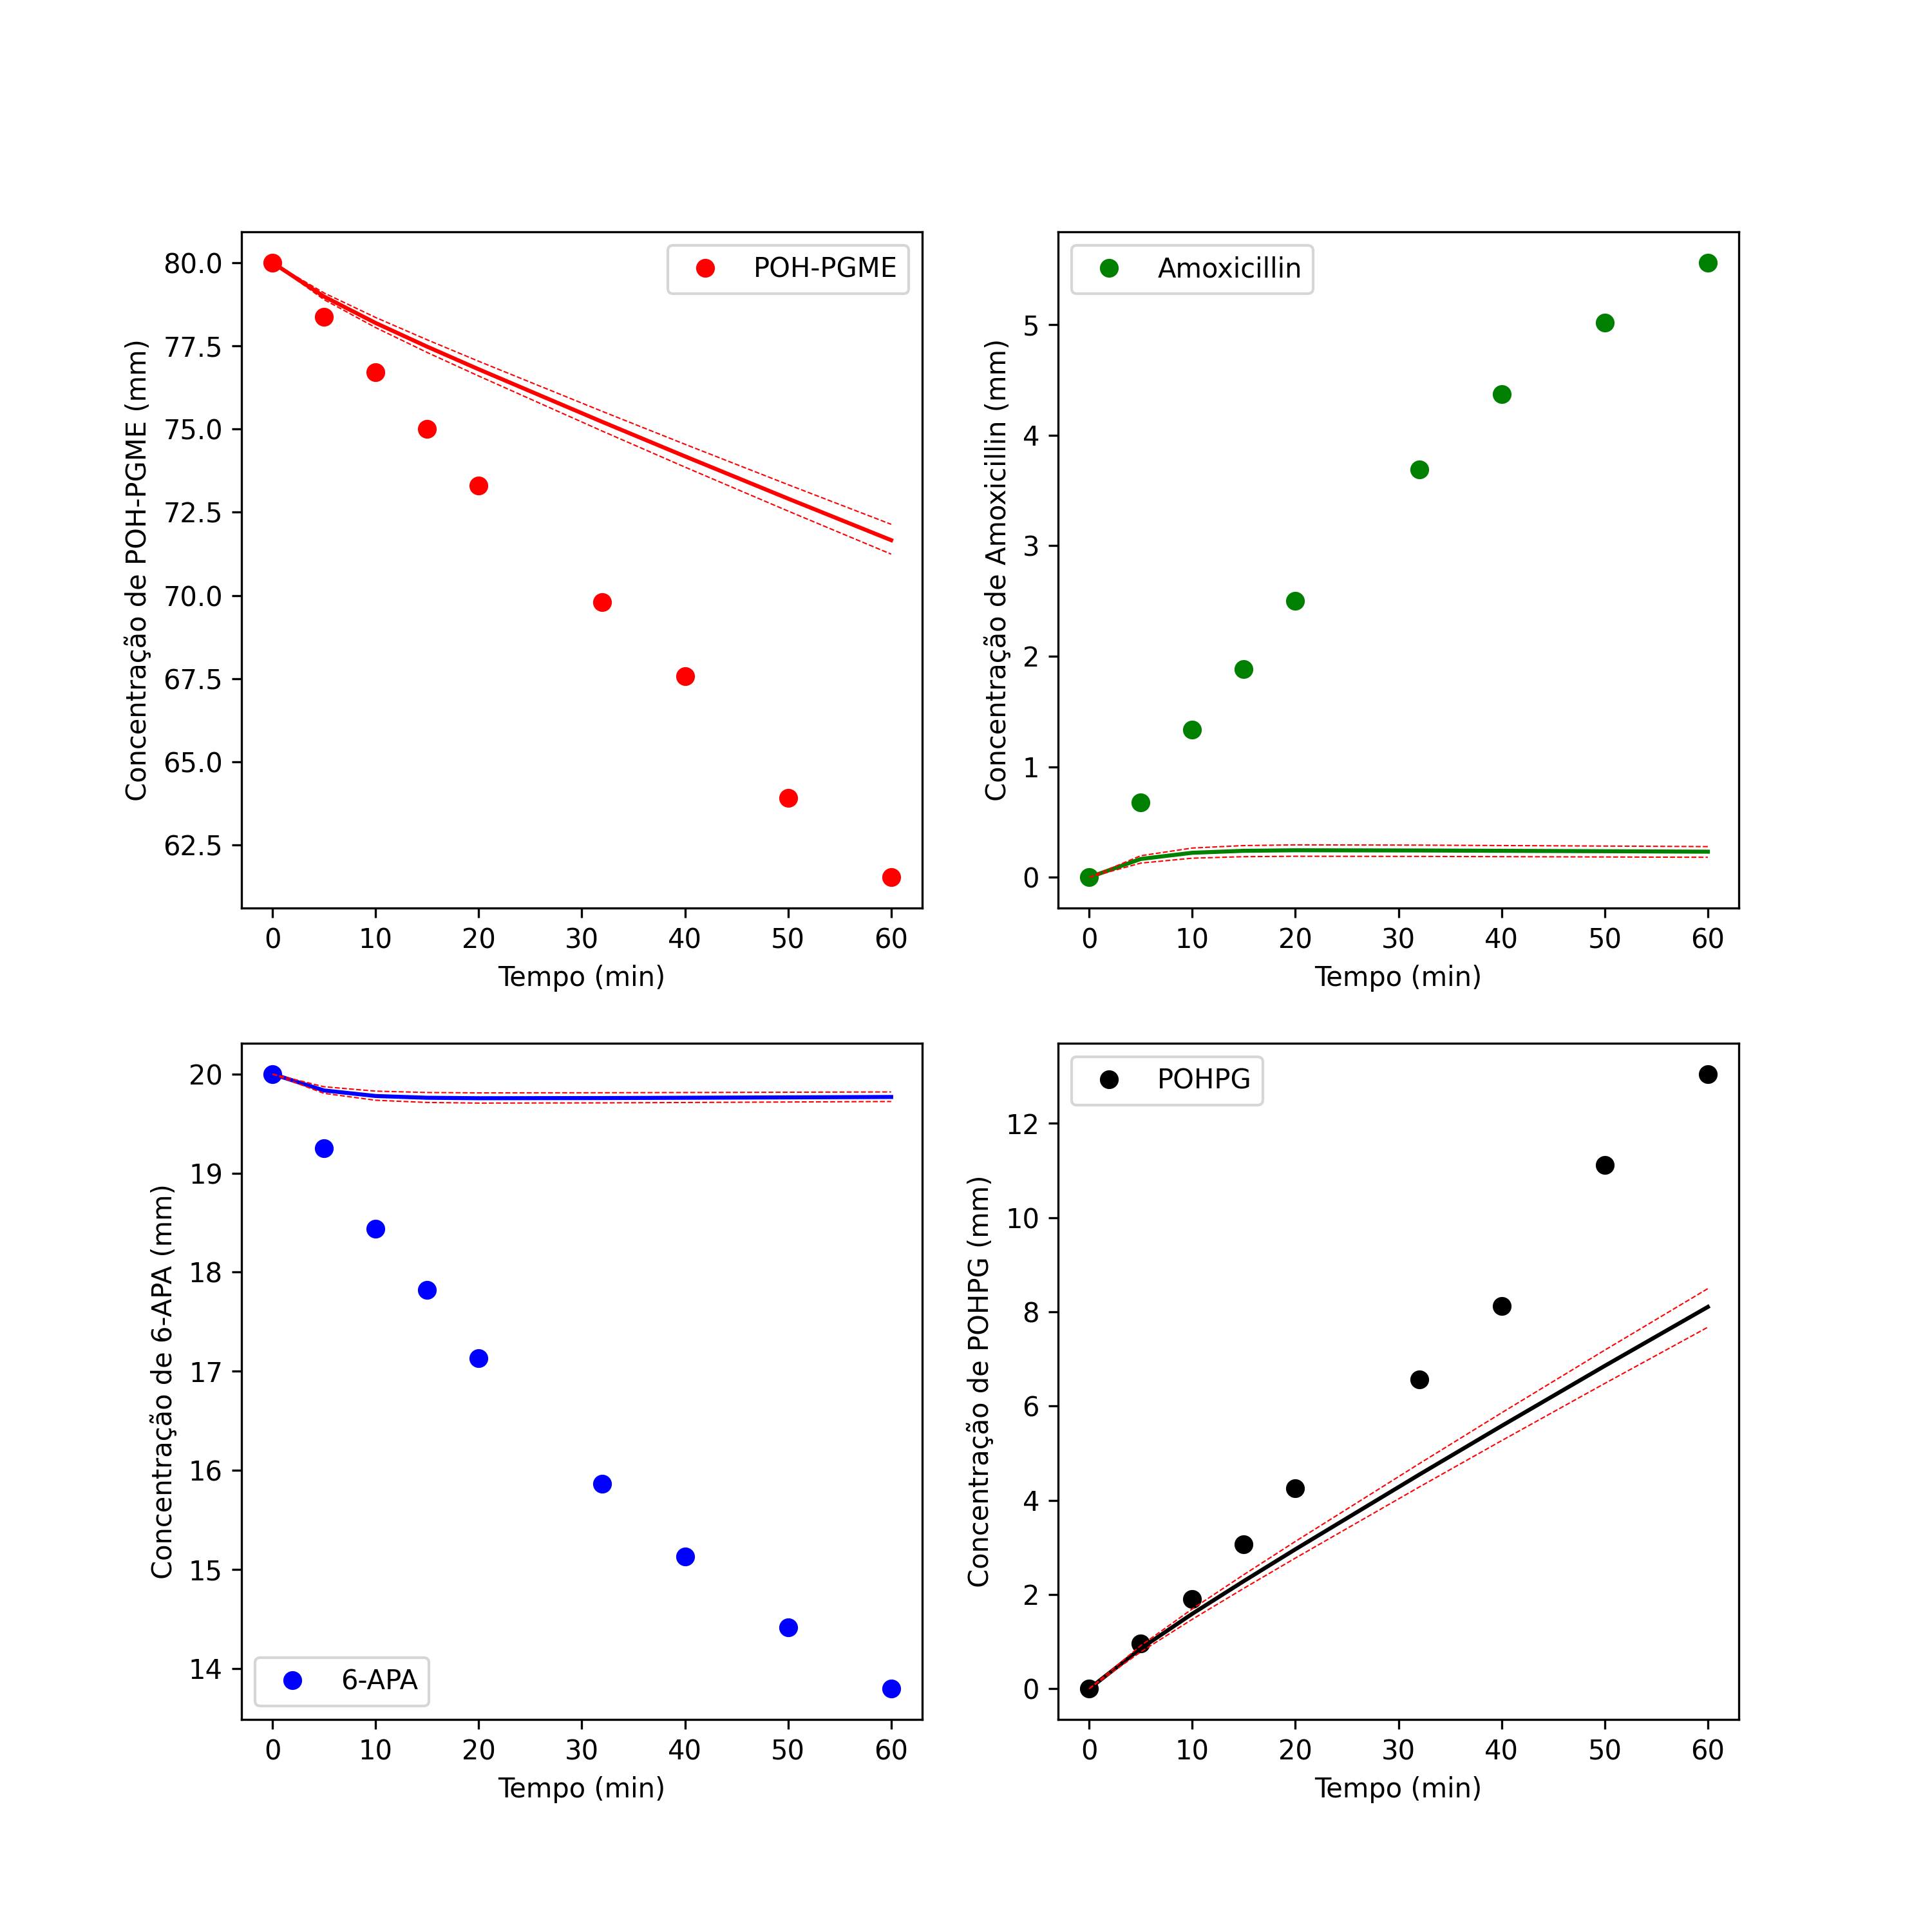 POH-PGME
80.0
77.5
75.0
72.5
70.0
67.5
65.0
62.5
Concentração de POH-PGME (mm)
0 10 20 30 40 50 60
Tempo (min)
Amoxicillin
5
4
3
2
1
0
Concentração de Amoxicillin (mm)
0 10 20 30 40 50 60
Tempo (min)
6-APA
20
19
18
17
16
15
14
Concentração de 6-APA (mm)
0 10 20 30 40 50 60
Tempo (min)
POHPG
12
10
8
6
4
2
0
Concentração de POHPG (mm)
0 10 20 30 40 50 60
Tempo (min)